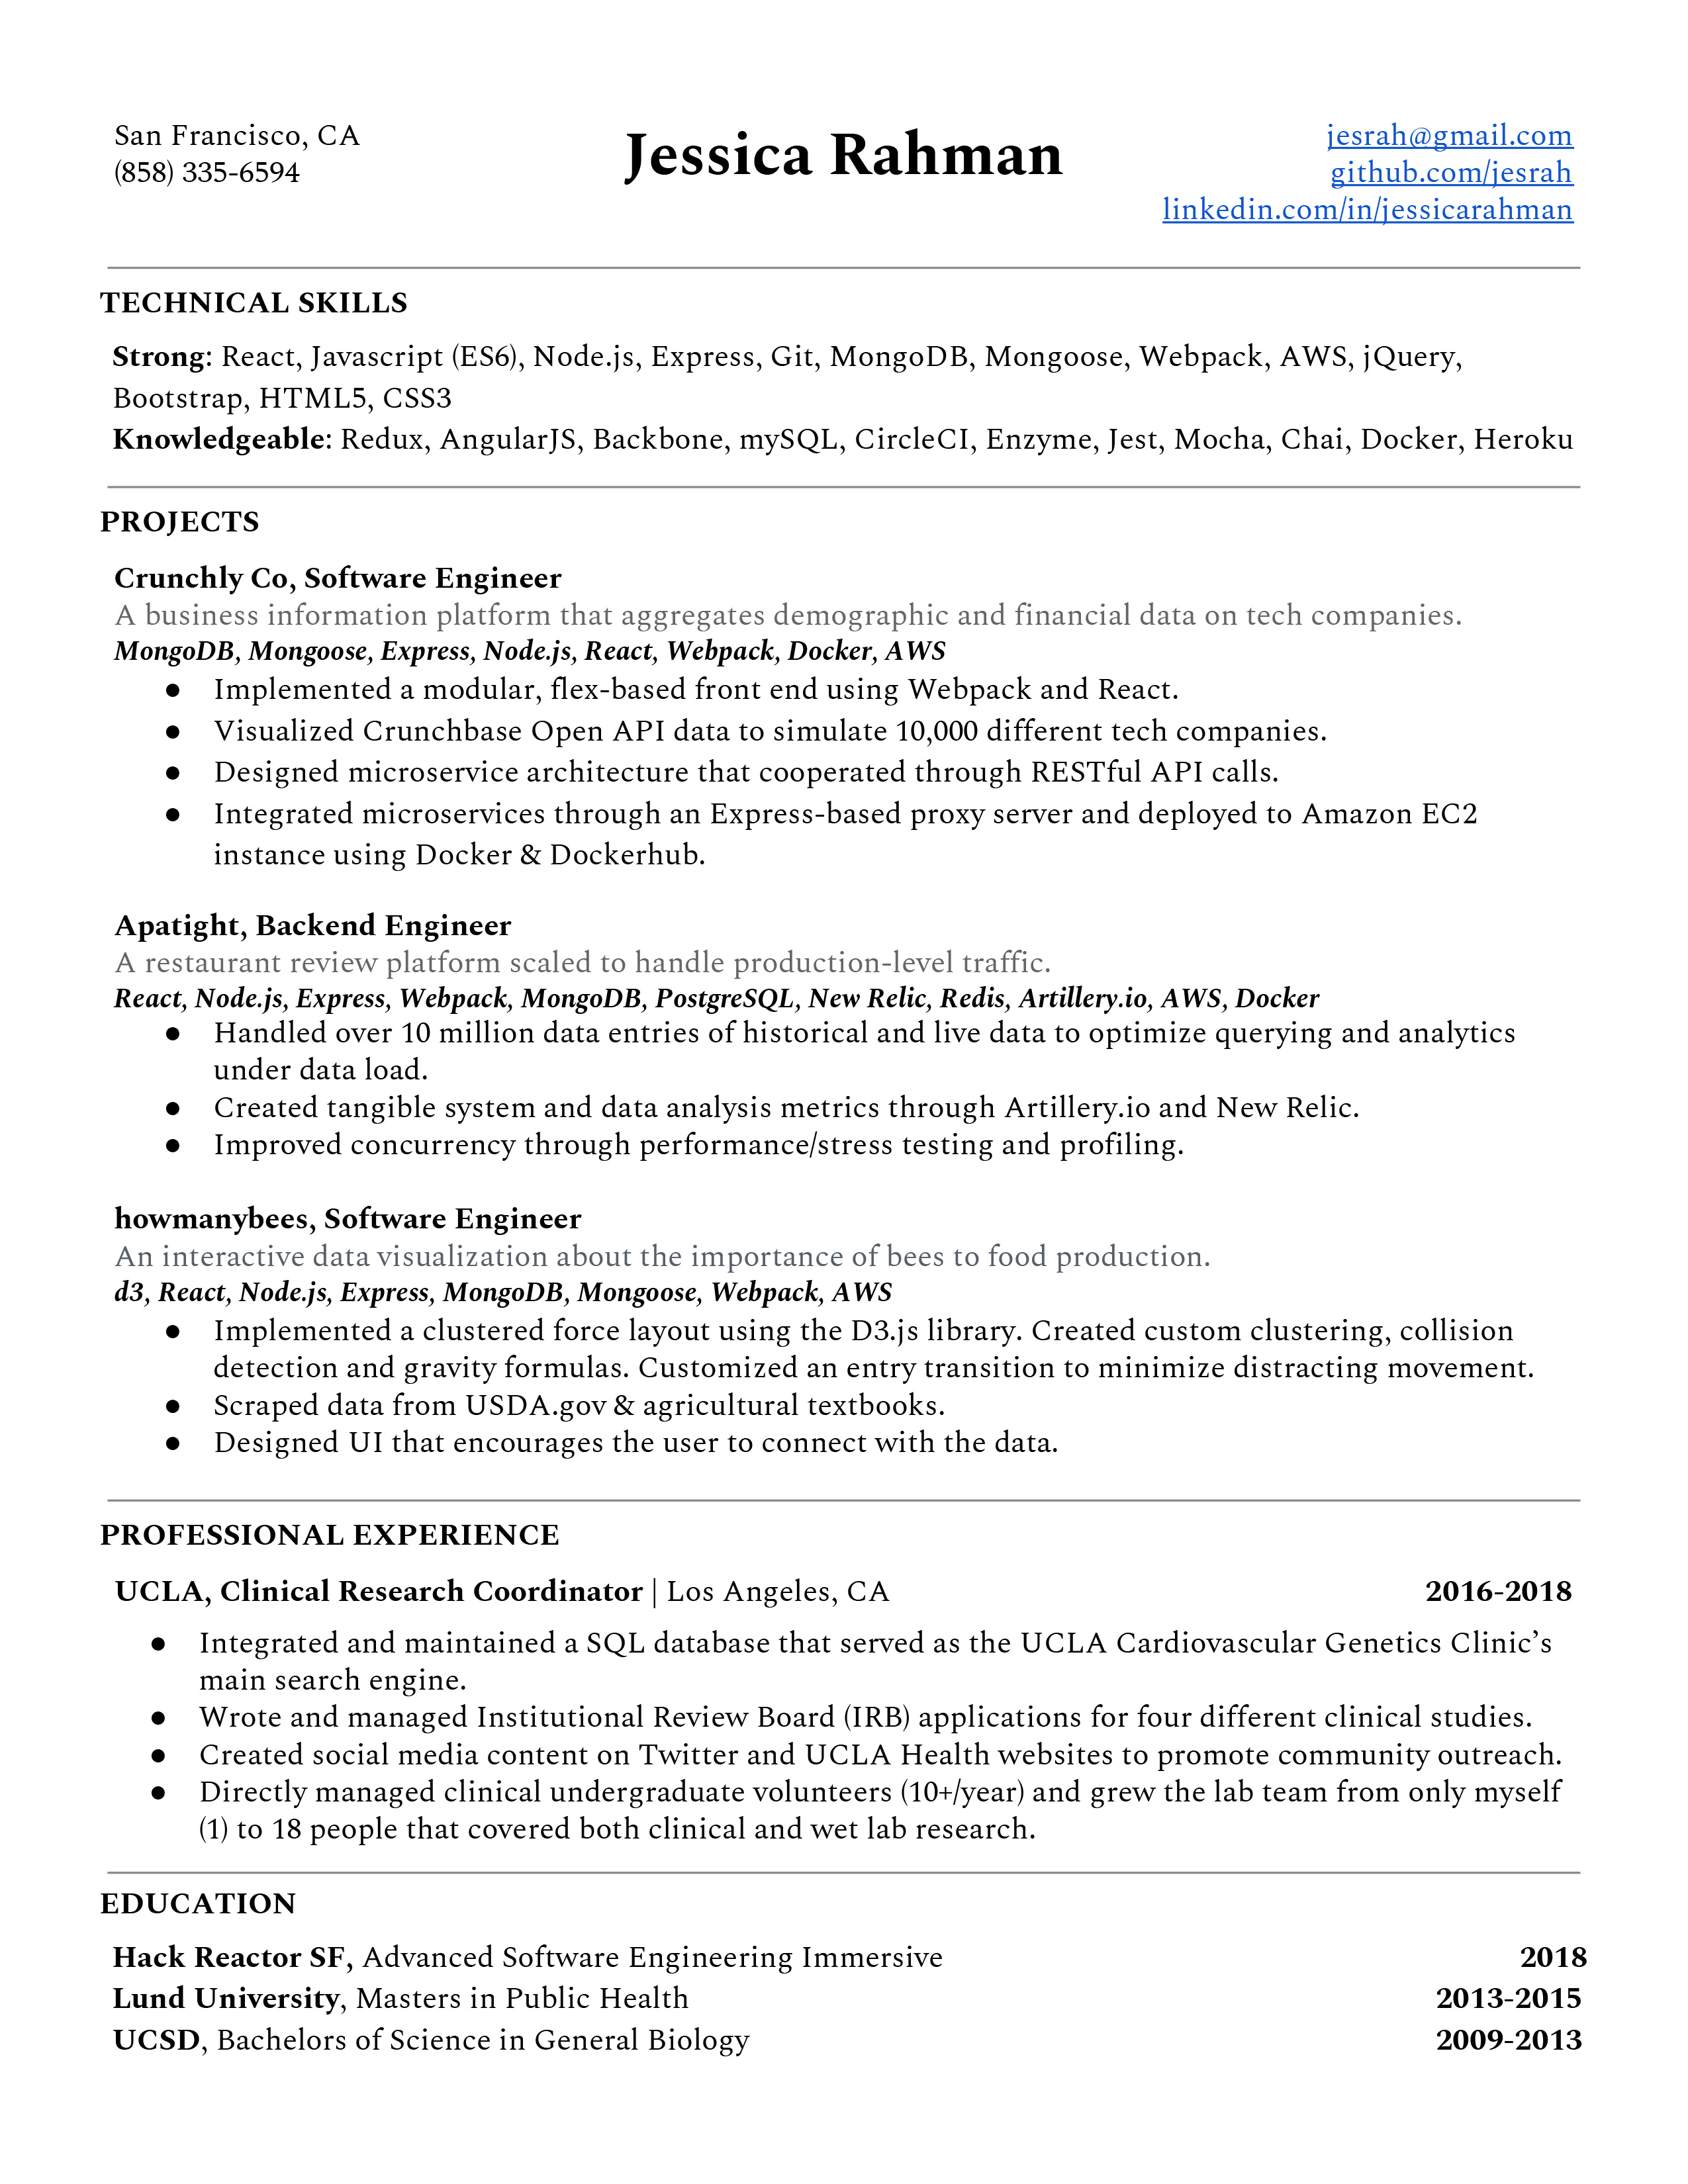 San Francisco, CA
(858) 335-6594
Jessica Rahman
jesrah@gmail.com
github.com/jesrah
linkedin.com/in/jessicarahman
TECHNICAL SKILLS
Strong: React, Javascript (ES6), Node.js, Express, Git, MongoDB, Mongoose, Webpack, AWS, jQuery,
Bootstrap, HTML5, CSS3
Knowledgeable: Redux, AngularJS, Backbone, mySQL, CircleCI, Enzyme, Jest, Mocha, Chai, Docker, Heroku
PROJECTS
Crunchly Co, Software Engineer
A business information platform that aggregates demographic and financial data on tech companies.
MongoDB, Mongoose, Express, Node.js, React, Webpack, Docker, AWS
● Implemented a modular, flex-based front end using Webpack and React.
● Visualized Crunchbase Open API data to simulate 10,000 different tech companies.
● Designed microservice architecture that cooperated through RESTful API calls.
● Integrated microservices through an Express-based proxy server and deployed to Amazon EC2
instance using Docker & Dockerhub.
Apatight, Backend Engineer
A restaurant review platform scaled to handle production-level traffic.
React, Node.js, Express, Webpack, MongoDB, PostgreSQL, New Relic, Redis, Artillery.io, AWS, Docker
● Handled over 10 million data entries of historical and live data to optimize querying and analytics
under data load.
● Created tangible system and data analysis metrics through Artillery.io and New Relic.
● Improved concurrency through performance/stress testing and profiling.
howmanybees, Software Engineer
An interactive data visualization about the importance of bees to food production.
d3, React, Node.js, Express, MongoDB, Mongoose, Webpack, AWS
● Implemented a clustered force layout using the D3.js library. Created custom clustering, collision
detection and gravity formulas. Customized an entry transition to minimize distracting movement.
● Scraped data from USDA.gov & agricultural textbooks.
● Designed UI that encourages the user to connect with the data.
PROFESSIONAL EXPERIENCE
UCLA, Clinical Research Coordinator | Los Angeles, CA 2016-2018
● Integrated and maintained a SQL database that served as the UCLA Cardiovascular Genetics Clinic’s
main search engine.
● Wrote and managed Institutional Review Board (IRB) applications for four different clinical studies.
● Created social media content on Twitter and UCLA Health websites to promote community outreach.
● Directly managed clinical undergraduate volunteers (10+/year) and grew the lab team from only myself
(1) to 18 people that covered both clinical and wet lab research.
EDUCATION
Hack Reactor SF, Advanced Software Engineering Immersive 2018
Lund University, Masters in Public Health 2013-2015
UCSD, Bachelors of Science in General Biology 2009-2013